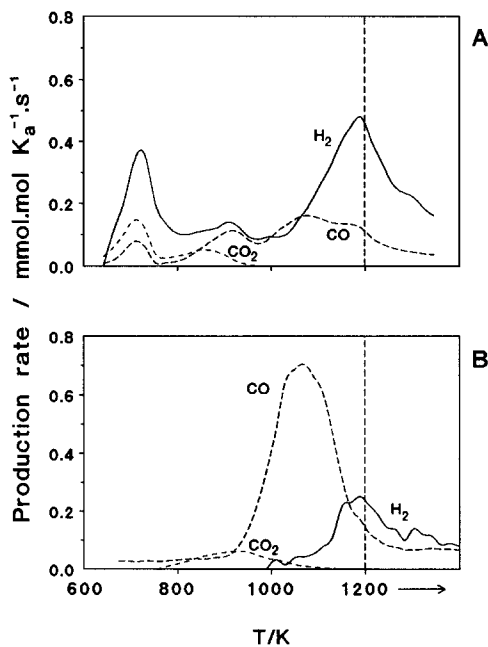 0.8
A
0.6
0.4
H₂
0.2
CO
CO₂
0.0
Production rate / mmol.mol Kₐ⁻¹.s⁻¹
0.8
B
CO
0.6
0.4
H₂
0.2
CO₂
0.0
600 800 1000 1200
T/K